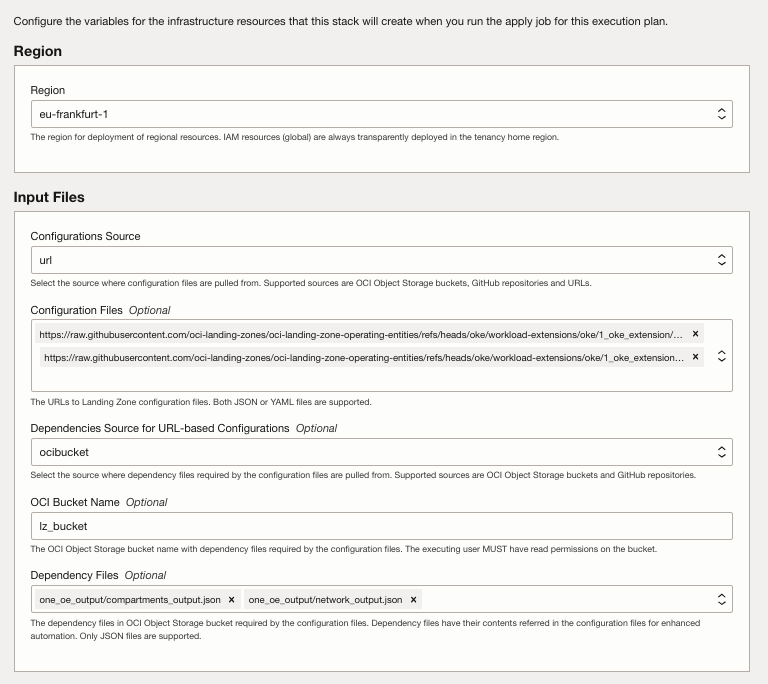 Configure the variables for the infrastructure resources that this stack will create when you run the apply job for this execution plan.
Region
Region
eu-frankfurt-1
The region for deployment of regional resources. IAM resources (global) are always transparently deployed in the tenancy home region.
Input Files
Configurations Source
url
Select the source where configuration files are pulled from. Supported sources are OCI Object Storage buckets, GitHub repositories and URLs.
Configuration Files Optional
https://raw.githubusercontent.com/oci-landing-zones/oci-landing-zone-operating-entities/refs/heads/oke/workload-extensions/oke/1_oke_extension/... ×
https://raw.githubusercontent.com/oci-landing-zones/oci-landing-zone-operating-entities/refs/heads/oke/workload-extensions/oke/1_oke_extension... ×
The URLs to Landing Zone configuration files. Both JSON or YAML files are supported.
Dependencies Source for URL-based Configurations Optional
ocibucket
Select the source where dependency files required by the configuration files are pulled from. Supported sources are OCI Object Storage buckets and GitHub repositories.
OCI Bucket Name Optional
lz_bucket
The OCI Object Storage bucket name with dependency files required by the configuration files. The executing user MUST have read permissions on the bucket.
Dependency Files Optional
one_oe_output/compartments_output.json × one_oe_output/network_output.json ×
The dependency files in OCI Object Storage bucket required by the configuration files. Dependency files have their contents referred in the configuration files for enhanced
automation. Only JSON files are supported.